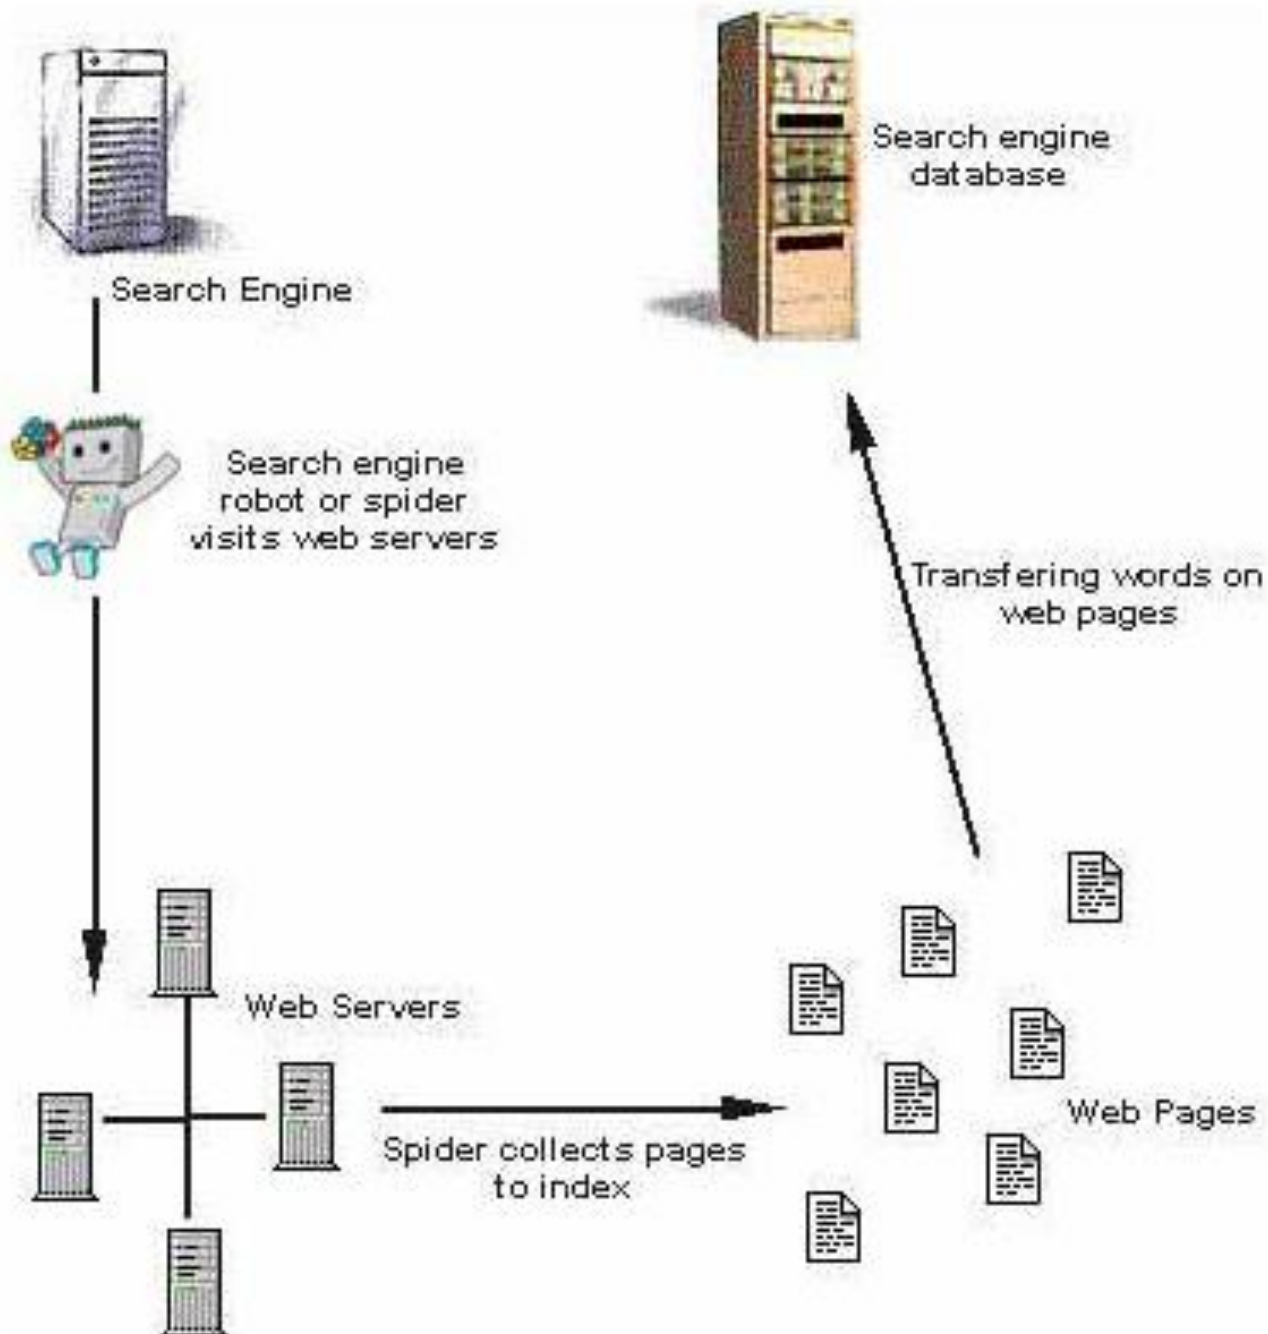 Search engine
database
Search Engine
Search engine
robot or spider
visits web servers
Transfering words on
web pages
Web Servers
Spider collects pages
to index
Web Pages